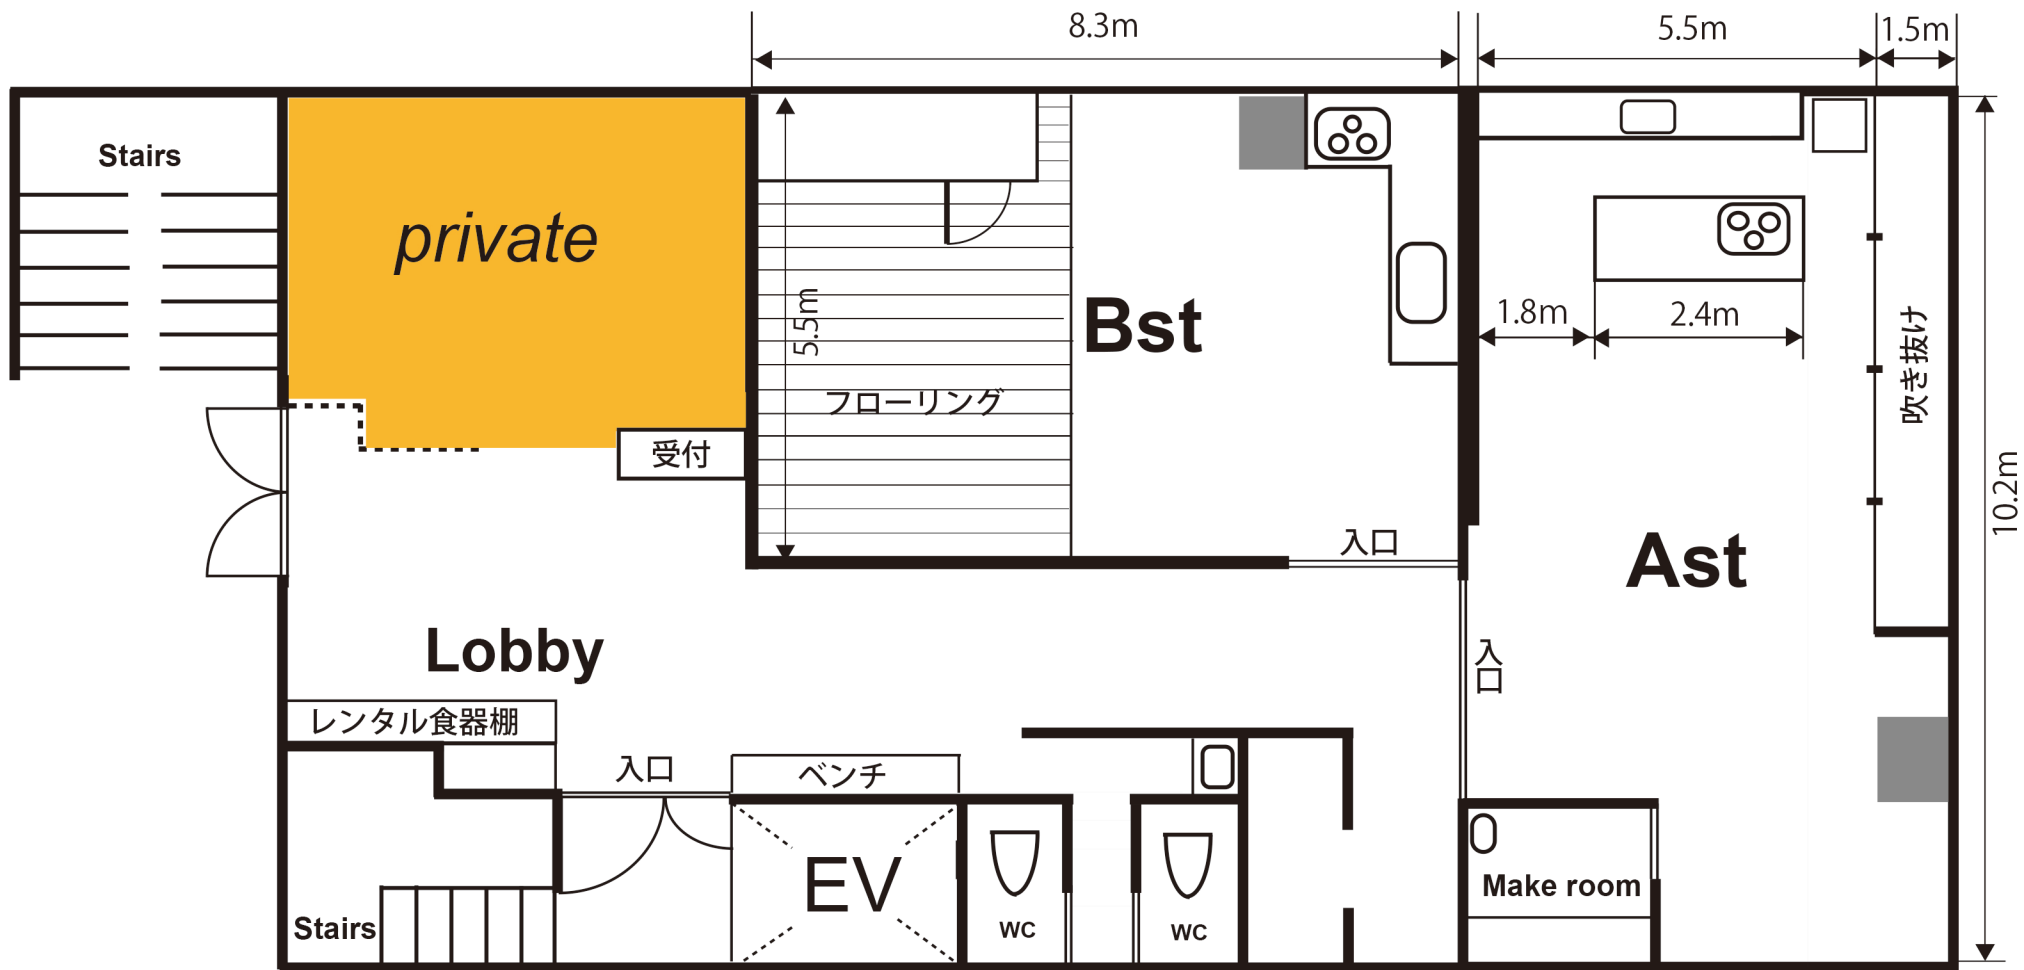 8.3m
5.5m
1.5m
Stairs
private
5.5m
Bst
1.8m
2.4m
吹き抜け
フローリング
受付
10.2m
入口
Ast
Lobby
入口
レンタル食器棚
入口
ベンチ
EV
Make room
Stairs
WC
WC